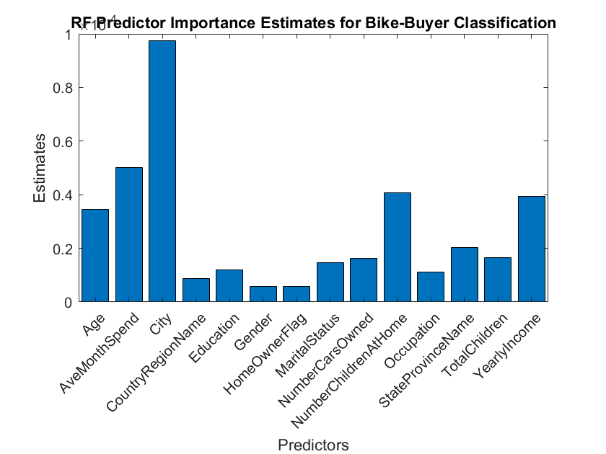 RF Predictor Importance Estimates for Bike-Buyer Classification
1
0.8
0.6
0.4
0.2
0
Estimates
Age
AveMonthSpend
City
CountryRegionName
Education
Gender
HomeOwnerFlag
MaritalStatus
NumberCarsOwned
NumberChildrenAtHome
Occupation
StateProvinceName
TotalChildren
YearlyIncome
Predictors